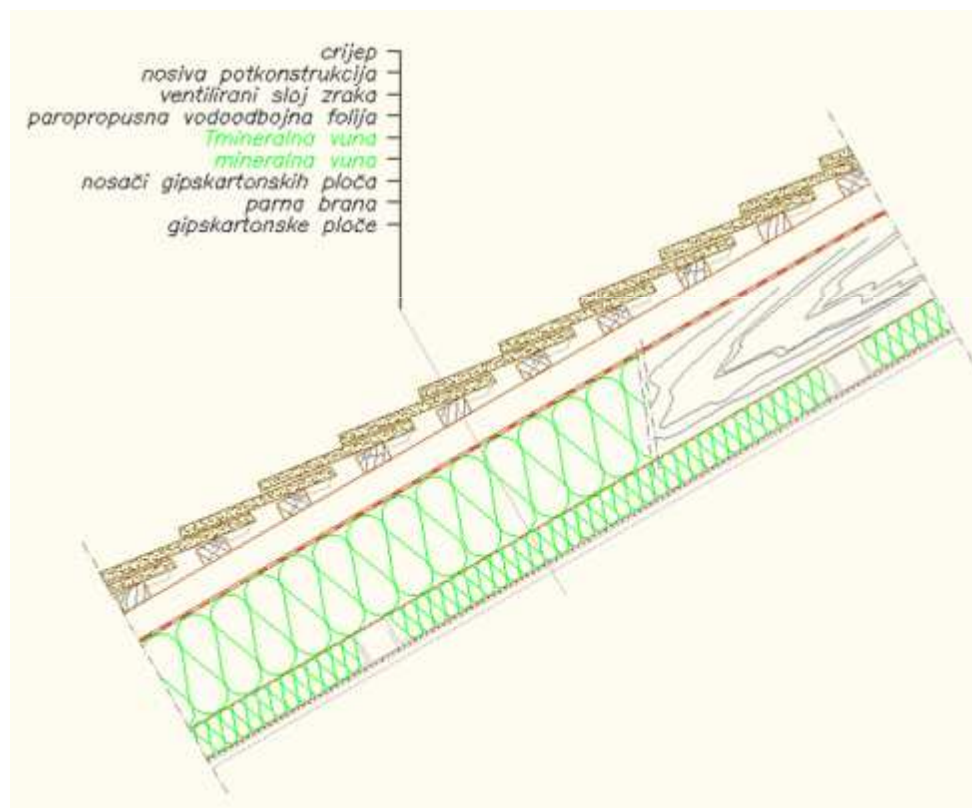 crijep
nosiva potkonstrukcija
ventilirani sloj zraka
paropropusna vodoodbojna folija
Tmineralna vuna
mineralna vuna
nosači gipskartonskih ploča
parna brana
gipskartonske ploče